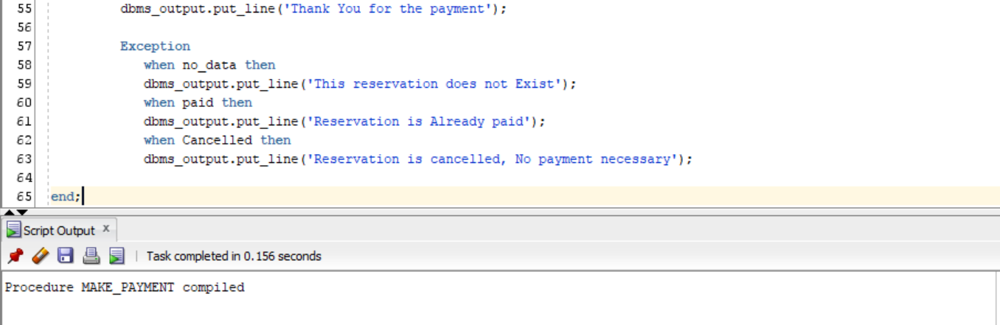 55 dbms_output.put_line('Thank You for the payment');
56
57 Exception
58 when no_data then
59 dbms_output.put_line('This reservation does not Exist');
60 when paid then
61 dbms_output.put_line('Reservation is Already paid');
62 when Cancelled then
63 dbms_output.put_line('Reservation is cancelled, No payment necessary');
64
65 end;
Script Output x
Task completed in 0.156 seconds
Procedure MAKE_PAYMENT compiled